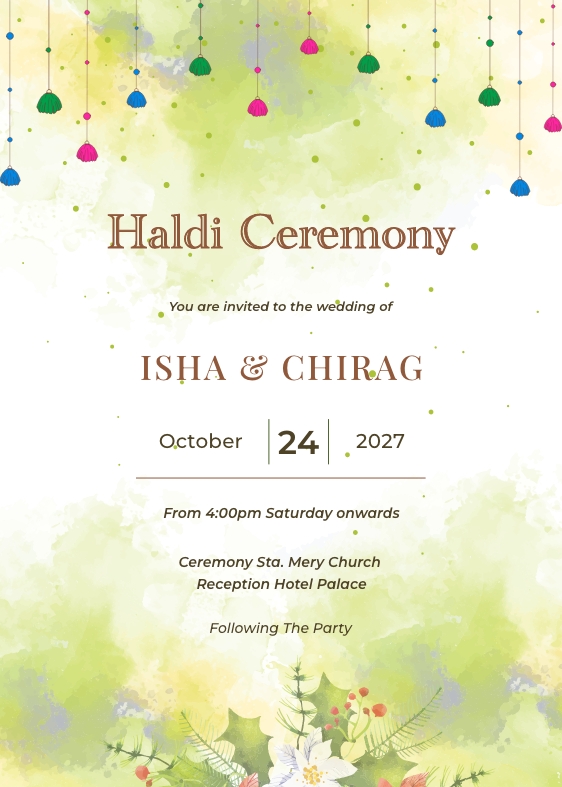 Haldi Ceremony
You are invited to the wedding of
ISHA & CHIRAG
October 24 2027
From 4:00pm Saturday onwards
Ceremony Sta. Mery Church
Reception Hotel Palace
Following The Party